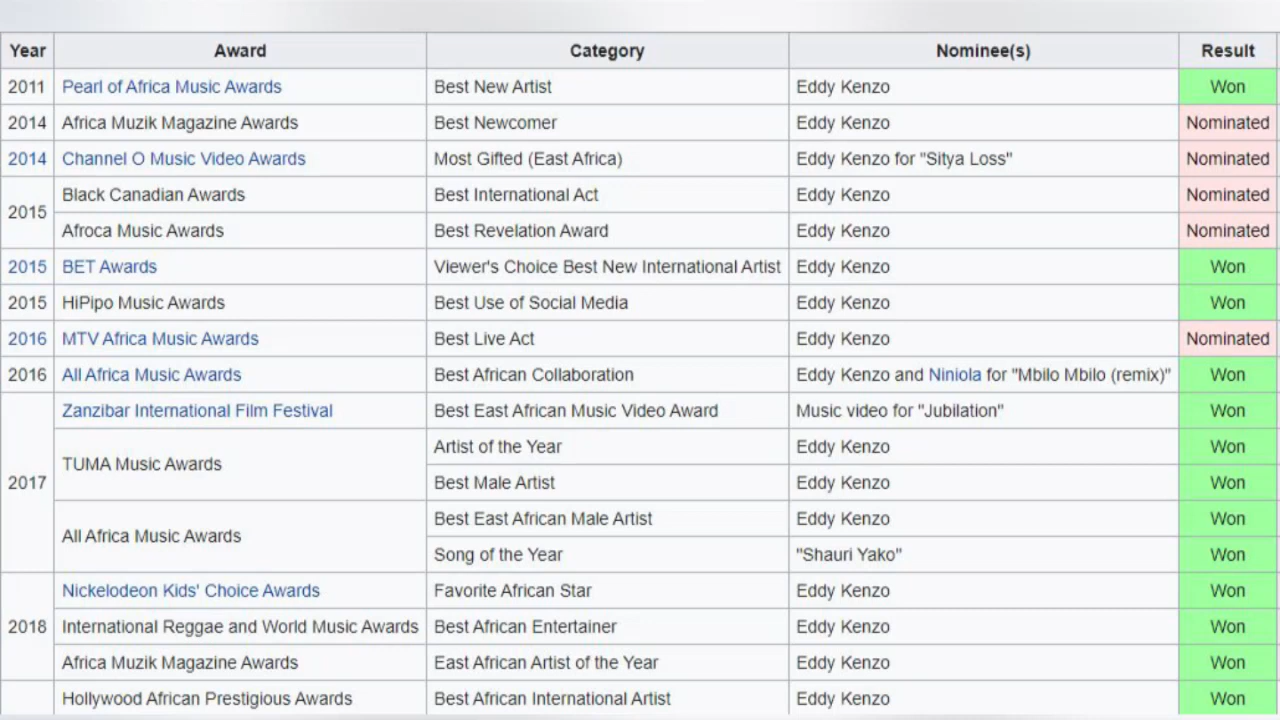 Year Award Category Nominee(s) Result
2011 Pearl of Africa Music Awards Best New Artist Eddy Kenzo Won
2014 Africa Muzik Magazine Awards Best Newcomer Eddy Kenzo Nominated
2014 Channel O Music Video Awards Most Gifted (East Africa) Eddy Kenzo for "Sitya Loss" Nominated
2015 Black Canadian Awards Best International Act Eddy Kenzo Nominated
Afroca Music Awards Best Revelation Award Eddy Kenzo Nominated
2015 BET Awards Viewer's Choice Best New International Artist Eddy Kenzo Won
2015 HiPipo Music Awards Best Use of Social Media Eddy Kenzo Won
2016 MTV Africa Music Awards Best Live Act Eddy Kenzo Nominated
2016 All Africa Music Awards Best African Collaboration Eddy Kenzo and Niniola for "Mbilo Mbilo (remix)" Won
2017 Zanzibar International Film Festival Best East African Music Video Award Music video for "Jubilation" Won
TUMA Music Awards Artist of the Year Eddy Kenzo Won
Best Male Artist Eddy Kenzo Won
All Africa Music Awards Best East African Male Artist Eddy Kenzo Won
Song of the Year "Shauri Yako" Won
2018 Nickelodeon Kids' Choice Awards Favorite African Star Eddy Kenzo Won
International Reggae and World Music Awards Best African Entertainer Eddy Kenzo Won
Africa Muzik Magazine Awards East African Artist of the Year Eddy Kenzo Won
Hollywood African Prestigious Awards Best African International Artist Eddy Kenzo Won